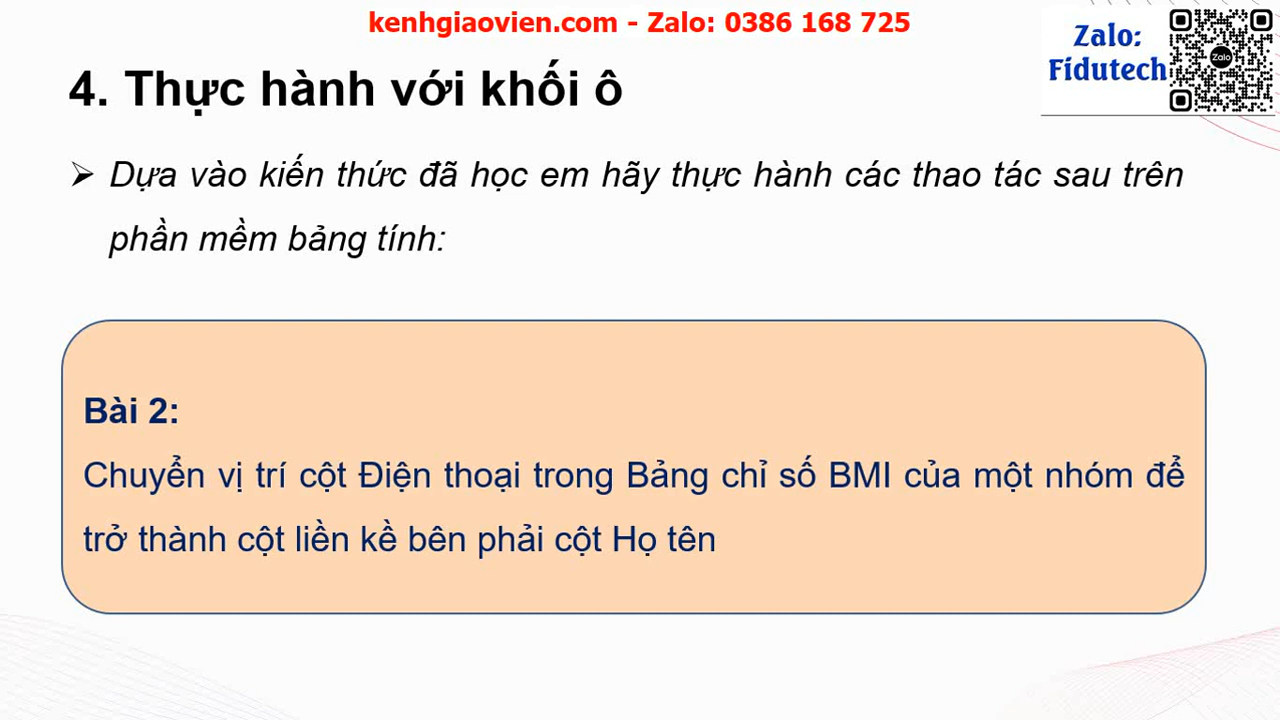 kenhgiaovien.com - Zalo: 0386 168 725
Zalo:
Fidutech
Zalo
4. Thực hành với khối ô
➢ Dựa vào kiến thức đã học em hãy thực hành các thao tác sau trên
phần mềm bảng tính:
Bài 2:
Chuyển vị trí cột Điện thoại trong Bảng chỉ số BMI của một nhóm để
trở thành cột liền kề bên phải cột Họ tên